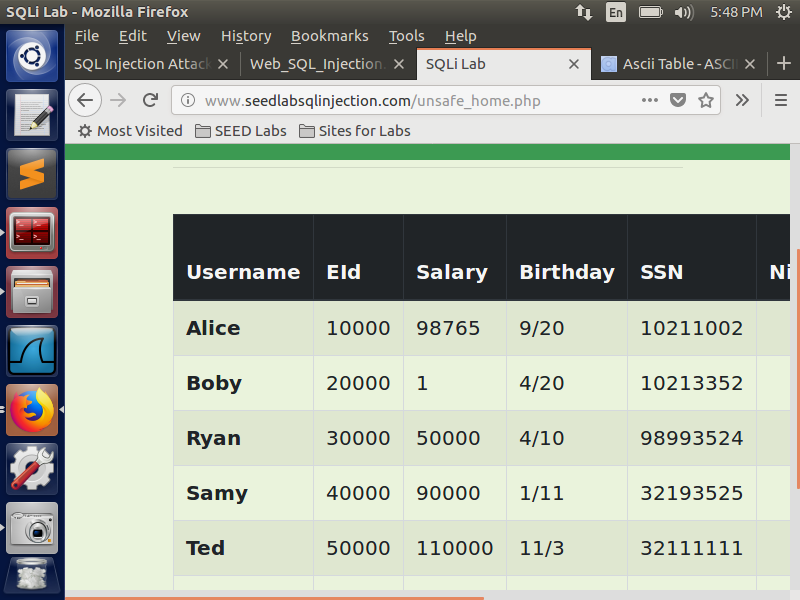 SQLi Lab - Mozilla Firefox
En
5:48 PM
File Edit View History Bookmarks Tools Help
SQL Injection Attack
Web_SQL_Injection.
SQLi Lab
Ascii Table - ASCII
www.seedlabsqlinjection.com/unsafe_home.php
Most Visited SEED Labs Sites for Labs
Username EId Salary Birthday SSN Ni
Alice 10000 98765 9/20 10211002
Boby 20000 1 4/20 10213352
Ryan 30000 50000 4/10 98993524
Samy 40000 90000 1/11 32193525
Ted 50000 110000 11/3 32111111